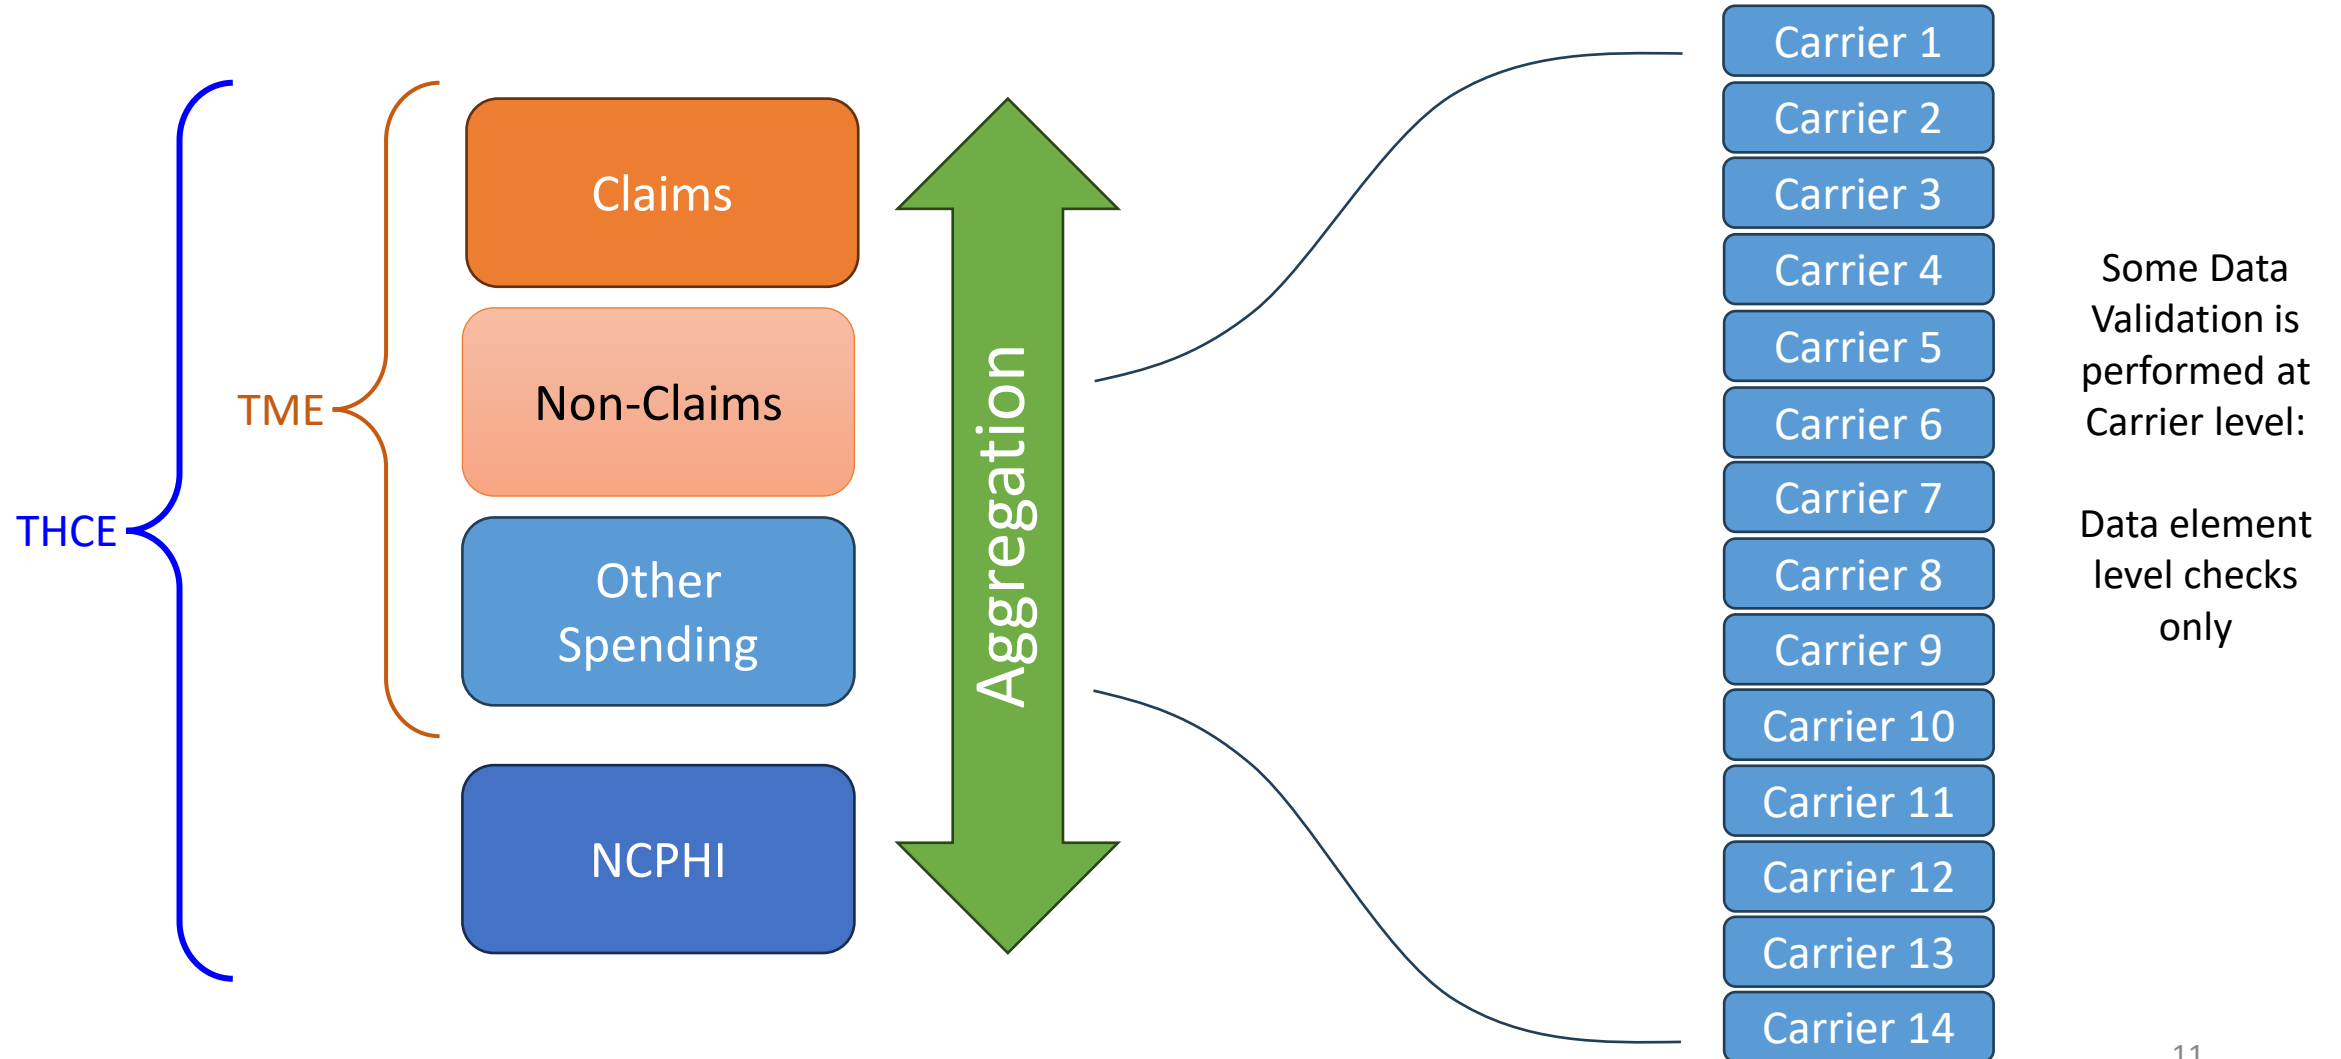 THCE
TME
Claims
Non-Claims
Other
Spending
NCPHI
Aggregation
Carrier 1
Carrier 2
Carrier 3
Carrier 4
Carrier 5
Carrier 6
Carrier 7
Carrier 8
Carrier 9
Carrier 10
Carrier 11
Carrier 12
Carrier 13
Carrier 14
Some Data
Validation is
performed at
Carrier level:
Data element
level checks
only
11